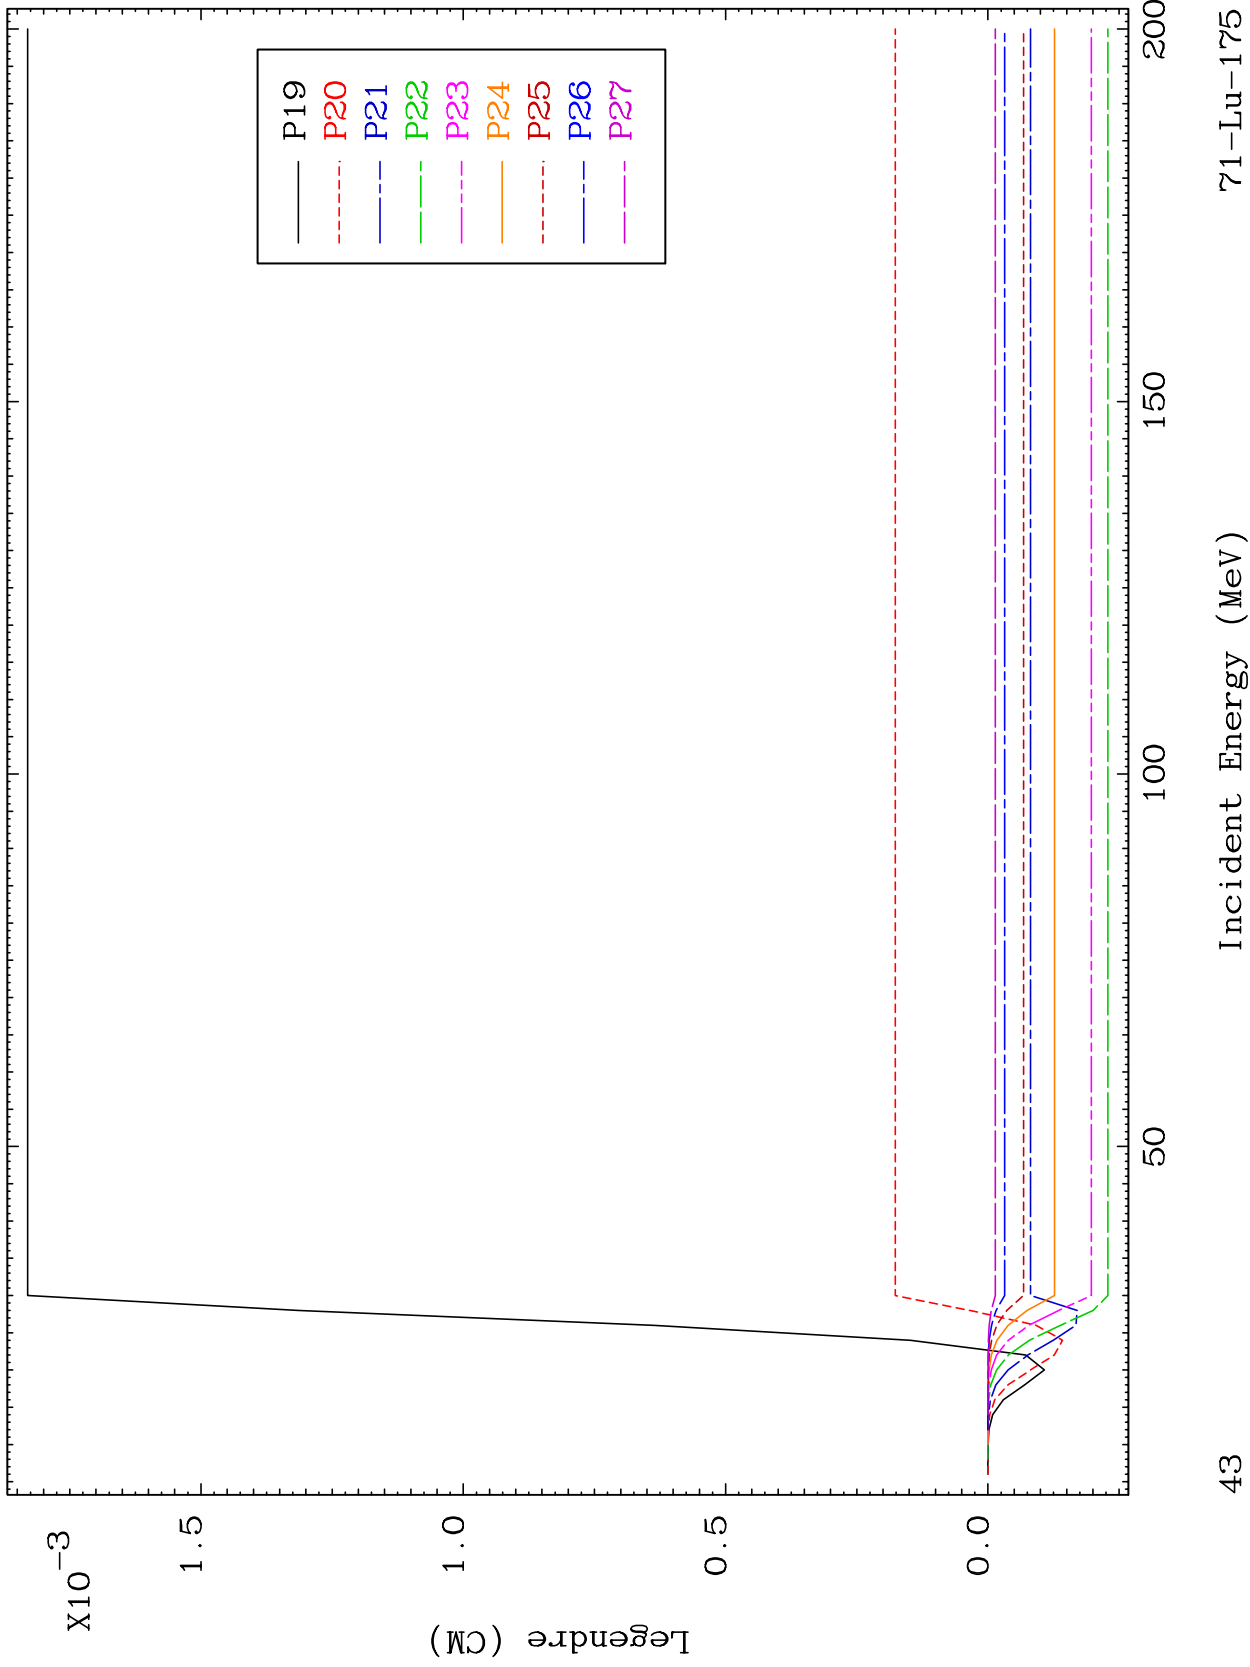 X10-3
1.5
1.0
0.5
0.0
Legendre (CM)
P19
P20
P21
P22
P23
P24
P25
P26
P27
50
100
150
200
Incident Energy (MeV)
43
71-Lu-175